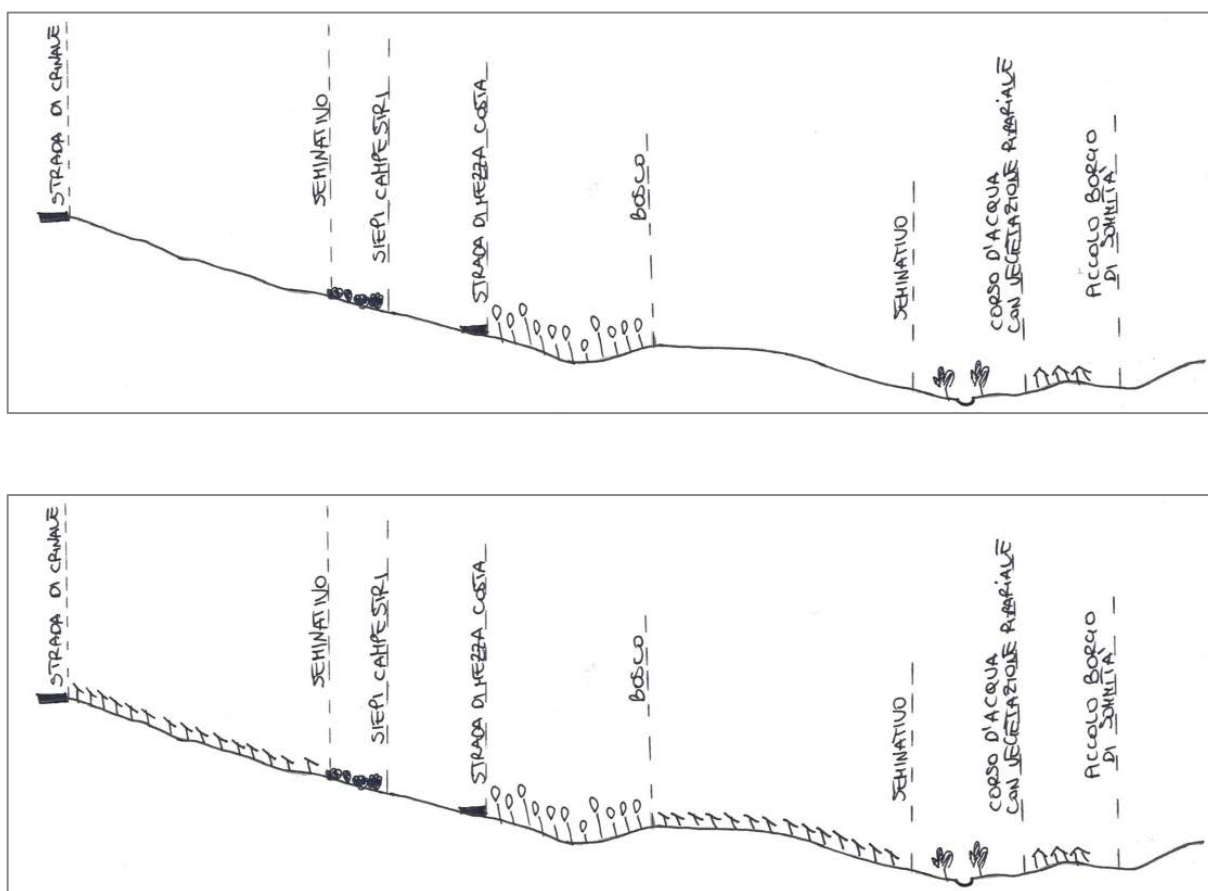 STRADA DI CRINALE
SEMINATIVO
SIEPI CAMPESTRI
STRADA DI MEZZA COSTA
BOSCO
SEMINATIVO
CORSO D'ACQUA
CON VEGETAZIONE RIPARIALE
PICCOLO BORGO
DI SOMMITÀ
STRADA DI CRINALE
SEMINATIVO
SIEPI CAMPESTRI
STRADA DI MEZZA COSTA
BOSCO
SEMINATIVO
CORSO D'ACQUA
CON VEGETAZIONE RIPARIALE
PICCOLO BORGO
DI SOMMITÀ